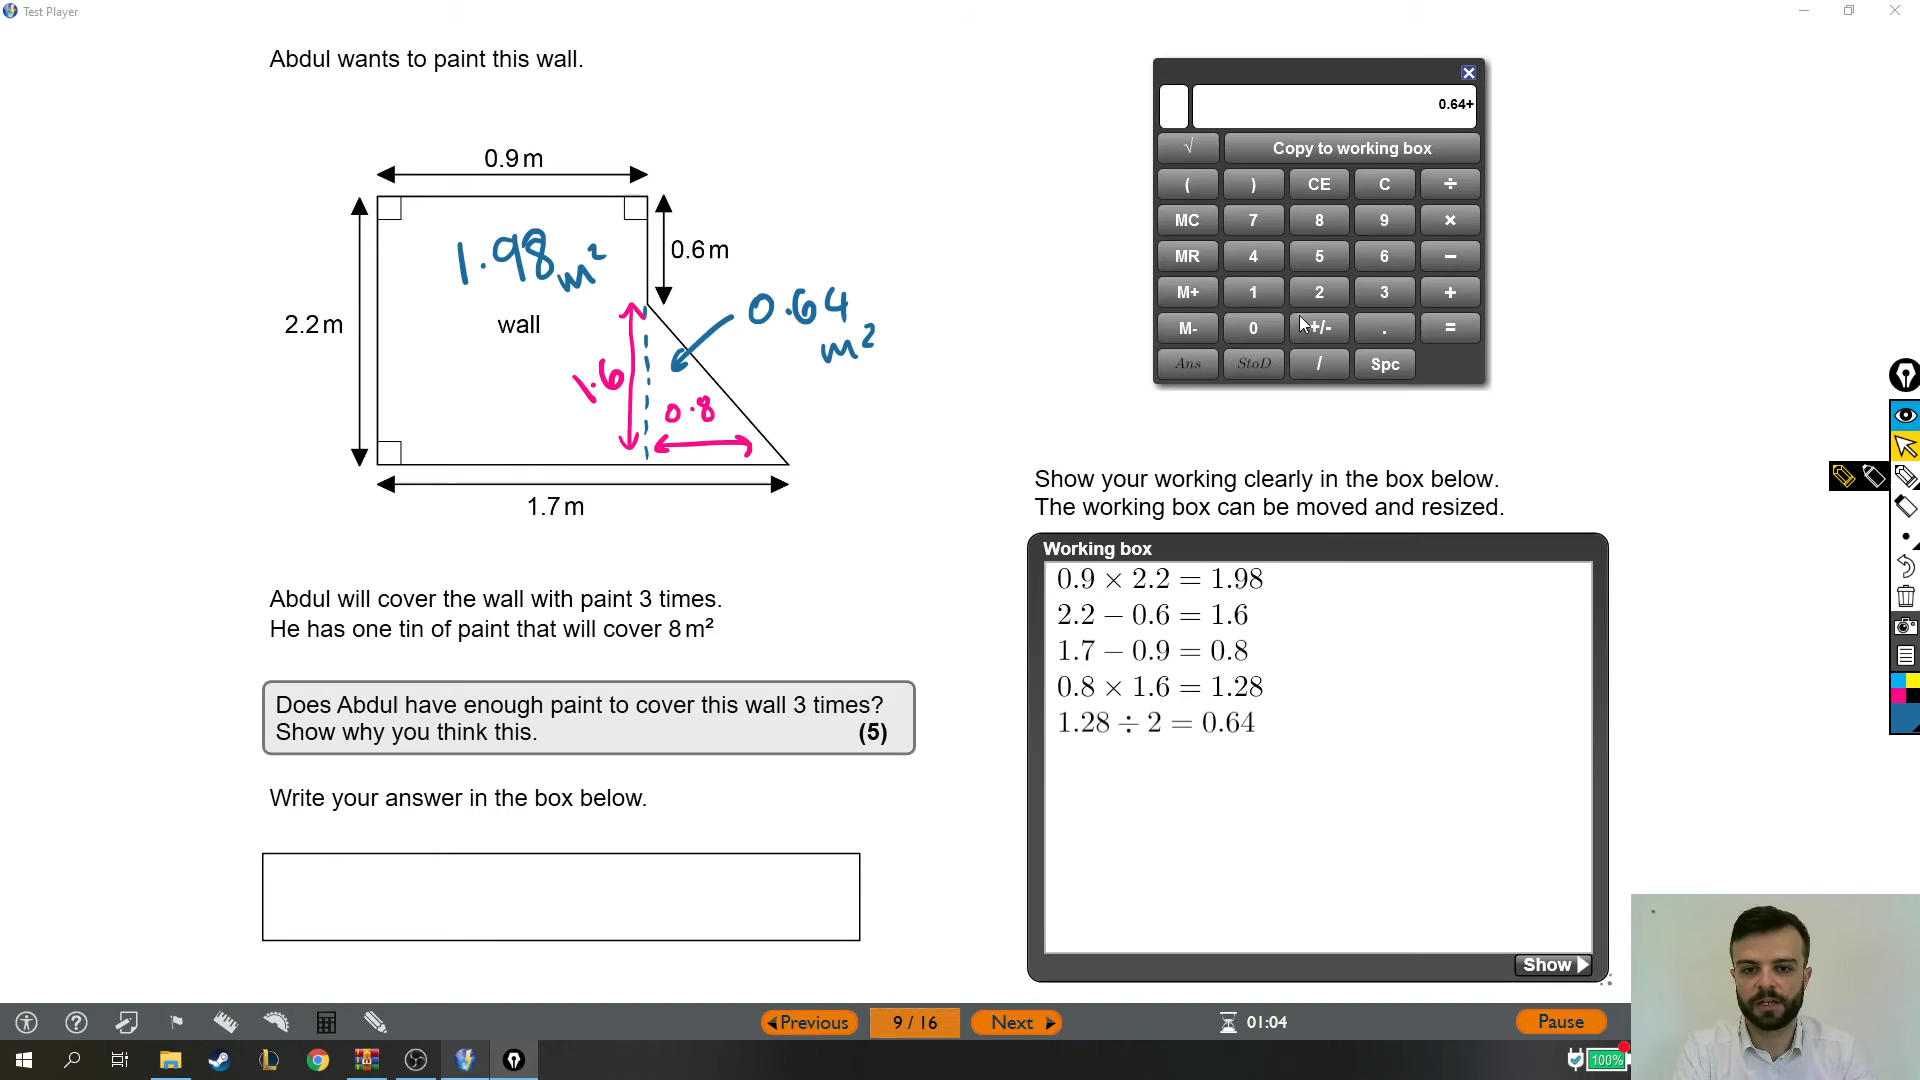 Test Player
Abdul wants to paint this wall.
0.9 m
1.98 m²
0.6 m
2.2 m
wall
0.64
m²
1.6
0.8
1.7 m
Abdul will cover the wall with paint 3 times.
He has one tin of paint that will cover 8 m²
Does Abdul have enough paint to cover this wall 3 times?
Show why you think this. (5)
Write your answer in the box below.
0.64+
√ Copy to working box
( ) CE C ÷
MC 7 8 9 ×
MR 4 5 6 −
M+ 1 2 3 +
M- 0 +/- . =
Ans StoD / Spc
Show your working clearly in the box below.
The working box can be moved and resized.
Working box
0.9 × 2.2 = 1.98
2.2 − 0.6 = 1.6
1.7 − 0.9 = 0.8
0.8 × 1.6 = 1.28
1.28 ÷ 2 = 0.64
Show
Previous 9 / 16 Next 01:04 Pause
100%